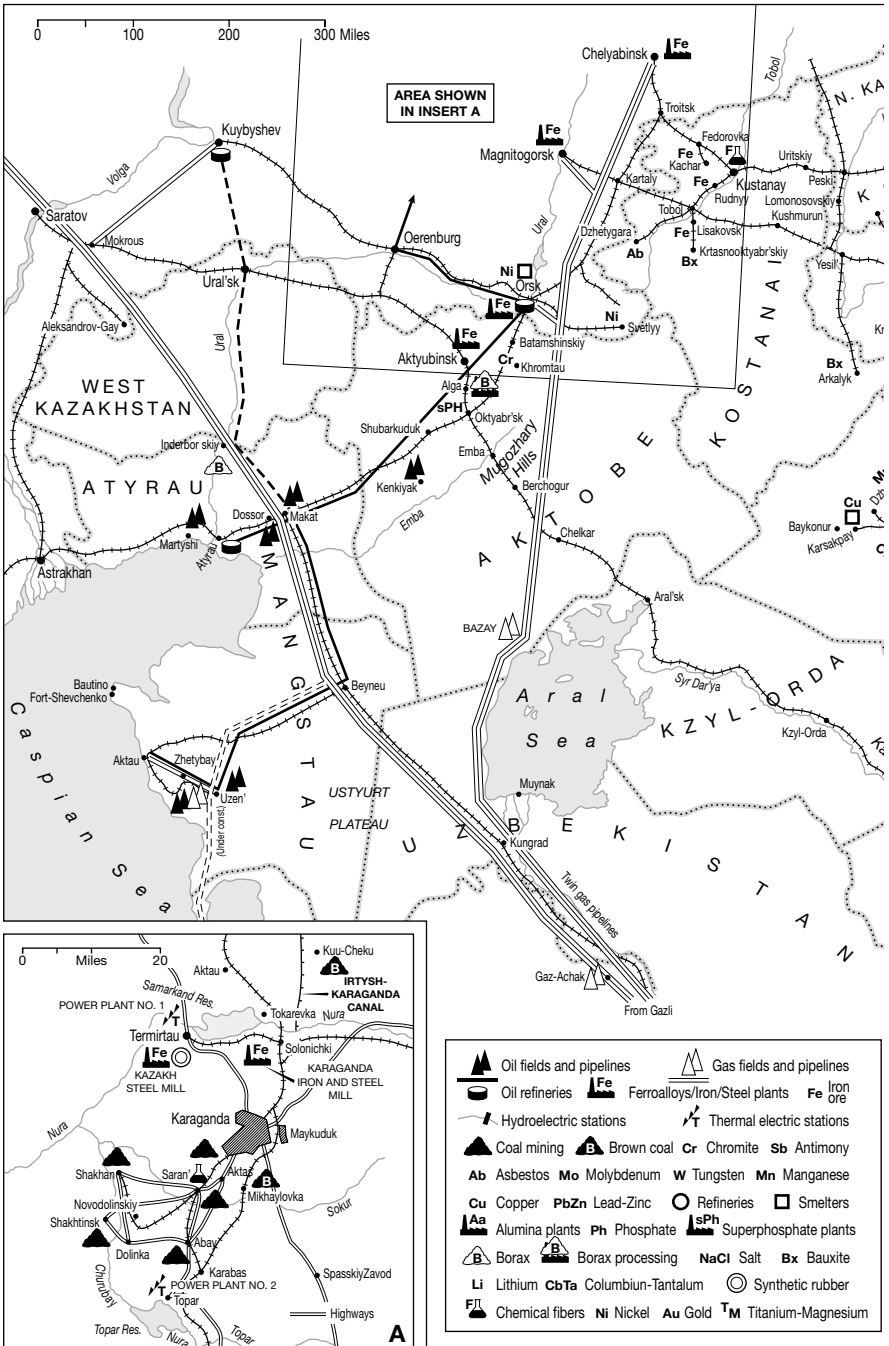 0 100 200 300 Miles
AREA SHOWN
IN INSERT A
Chelyabinsk
Fe
Tobol
N. KA
Troitsk
Kuybyshev
Fe
Magnitogorsk
Fedorovka
F
Fe
Kachar
Uritskiy
Volga
Kartaly
Fe
Kustanay
Peski
Rudnyy
Lomonosovskiy
K
Saratov
Ural
Tobol
Kushmurun
Dzhetygara
Fe
Lisakovsk
Mokrous
Oerenburg
Ab
Krtasnooktyabr'skiy
Bx
Yesil'
Ni
Orsk
Ural'sk
Fe
Ni
Svetlyy
Aleksandrov-Gay
Ural
Fe
Batamshinskiy
Kr
Aktyubinsk
Cr
Khromtau
Bx
Arkalyk
WEST
KAZAKHSTAN
B
Alga
sPH
Oktyabr'sk
KOSTANAI
Shubarkuduk
Inderbor skiy
Emba
Mugozhary
Hills
B
ATYRAU
Kenkiyak
Berchogur
M
Dzh
Dossor
Makat
Emba
Cu
Baykonur
Karsakpay
Martyshi
Atyrau
AKTOBE
Chelkar
Astrakhan
MANGSTAU
Aral'sk
BAZAY
Bautino
Fort-Shevchenko
Beyneu
Aral
Sea
Syr Dar'ya
KZYL-ORDA
Kzyl-Orda
Aktau
Zhetybay
Uzen'
Muynak
USTYURT
PLATEAU
(Under const.)
Caspian Sea
UZBEKISTAN
Kungrad
Twin gas pipelines
Gaz-Achak
From Gazli
0 Miles 20
Kuu-Cheku
Aktau
B
IRTYSH-
KARAGANDA
CANAL
Samarkand Res.
POWER PLANT NO. 1
T
Tokarevka
Nura
Termirtau
Solonichki
Fe
KAZAKH
STEEL MILL
Fe
KARAGANDA
IRON AND STEEL
MILL
Nura
Karaganda
Maykuduk
Shakhan
Saran'
Aktas
B
Mikhaylovka
Novodolinskiy
Sokur
Shakhtinsk
Dolinka
Abay
Churubay
Karabas
POWER PLANT NO. 2
T
Topar
SpasskiyZavod
Highways
Topar Res.
Nura
Topar
A
Oil fields and pipelines Gas fields and pipelines
Oil refineries Fe Ferroalloys/Iron/Steel plants Fe Iron ore
Hydroelectric stations T Thermal electric stations
Coal mining B Brown coal Cr Chromite Sb Antimony
Ab Asbestos Mo Molybdenum W Tungsten Mn Manganese
Cu Copper PbZn Lead-Zinc Refineries Smelters
Aa Alumina plants Ph Phosphate sPh Superphosphate plants
B Borax B Borax processing NaCl Salt Bx Bauxite
Li Lithium CbTa Columbiun-Tantalum Synthetic rubber
F Chemical fibers Ni Nickel Au Gold TM Titanium-Magnesium